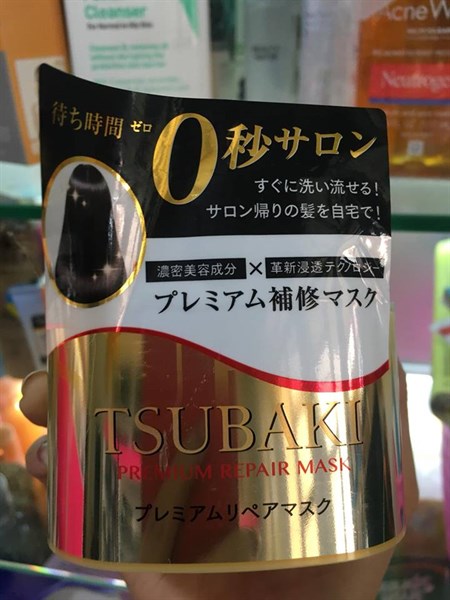 Cleanser
AcneW
Neutroge
待ち時間 ゼロ
0秒サロン
すぐに洗い流せる!
サロン帰りの髪を自宅で!
濃密美容成分 × 革新浸透テクノロジー
プレミアム補修マスク
TSUBAKI
PREMIUM REPAIR MASK
プレミアムリペアマスク